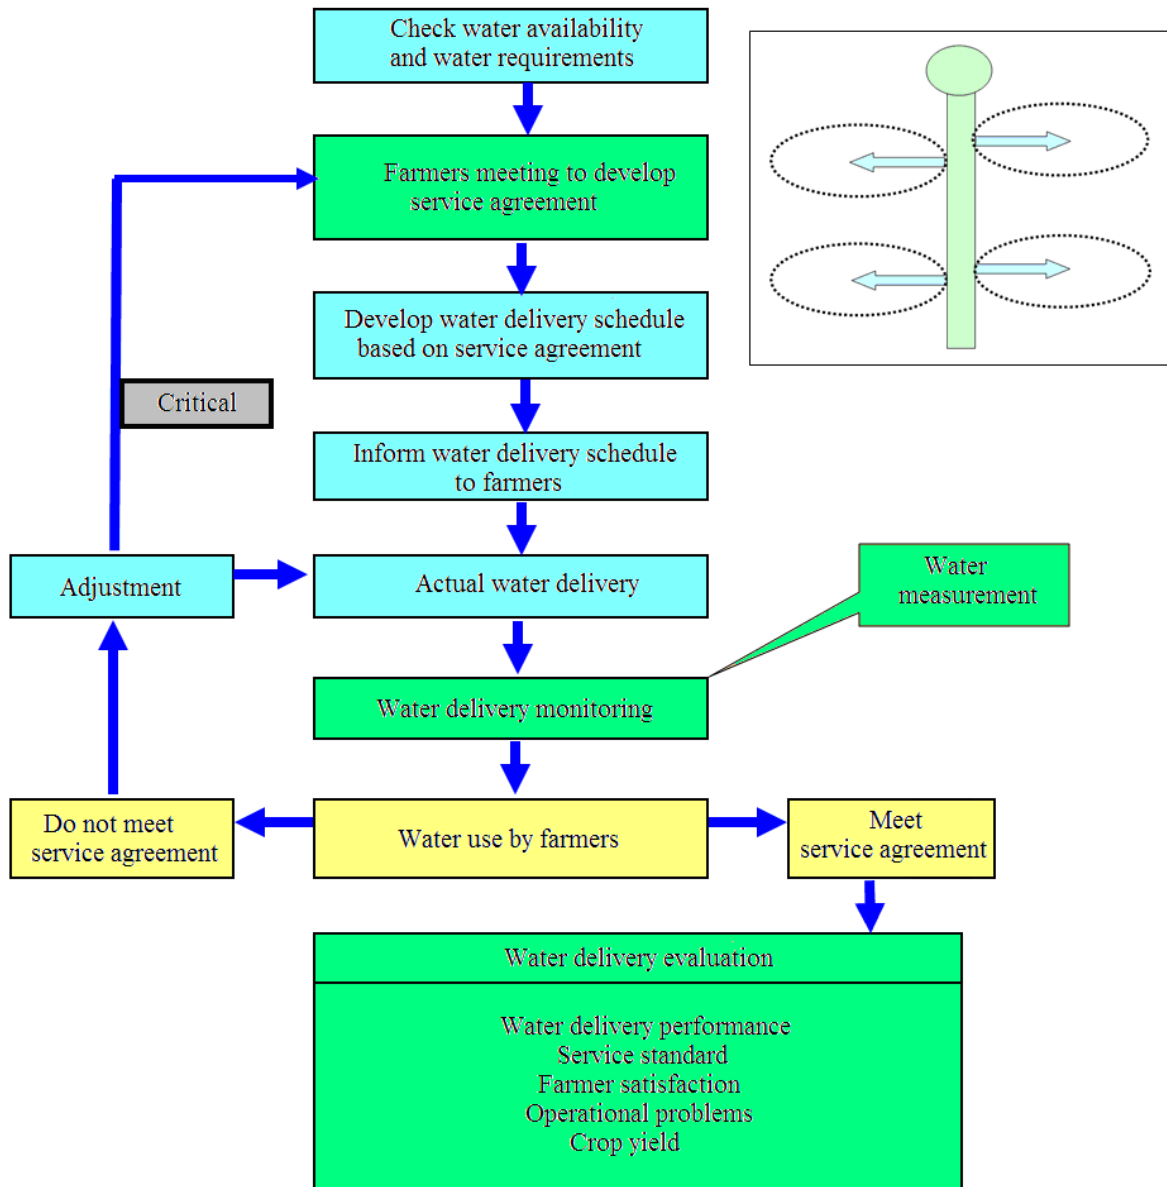 Check water availability
and water requirements
Farmers meeting to develop
service agreement
Develop water delivery schedule
based on service agreement
Critical
Inform water delivery schedule
to farmers
Adjustment
Actual water delivery
Water
measurement
Water delivery monitoring
Do not meet
service agreement
Water use by farmers
Meet
service agreement
Water delivery evaluation
Water delivery performance
Service standard
Farmer satisfaction
Operational problems
Crop yield